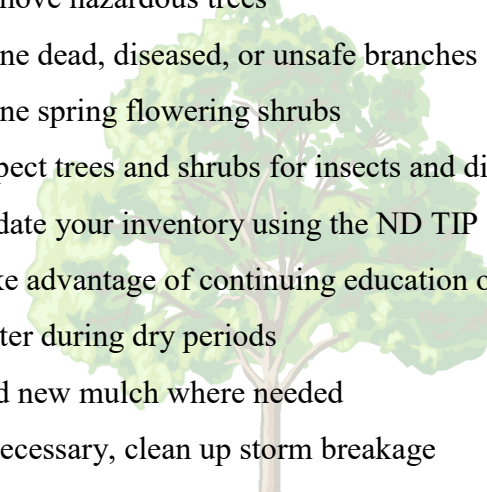 move hazardous trees
ne dead, diseased, or unsafe branches
ne spring flowering shrubs
pect trees and shrubs for insects and di
date your inventory using the ND TIP
ke advantage of continuing education o
ter during dry periods
d new mulch where needed
ecessary, clean up storm breakage